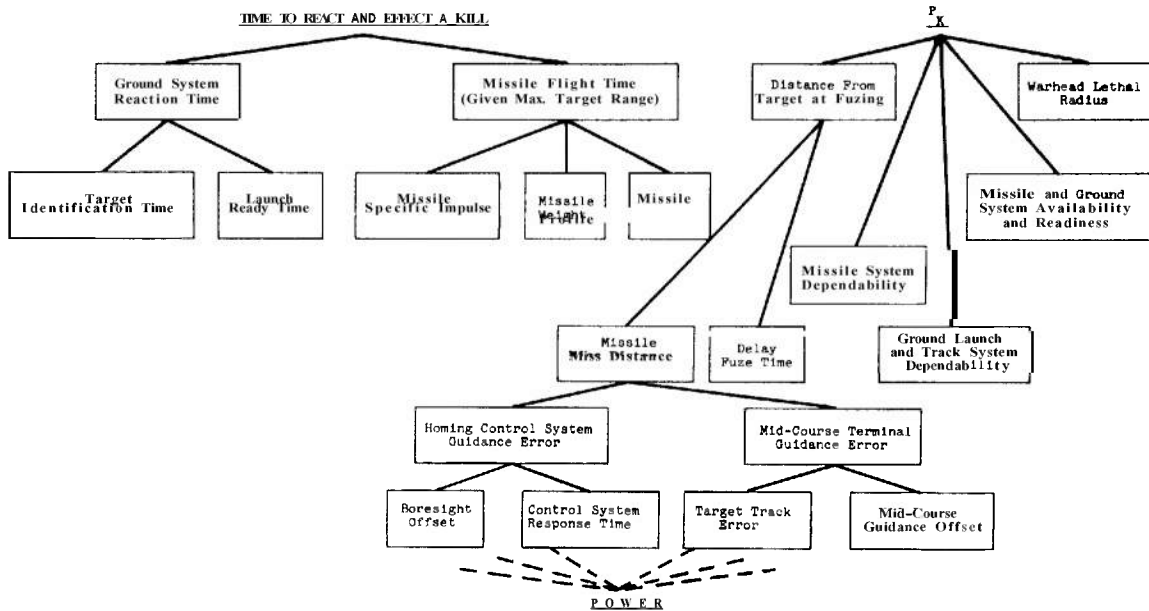 TIME TO REACT AND EFFECT A KILL
P
K
Ground System
Reaction Time
Missile Flight Time
(Given Max. Target Range)
Distance From
Target at Fuzing
Warhead Lethal
Radius
Target
Identification Time
Launch
Ready Time
Missile
Specific Impulse
Missile
Weight
Profile
Missile
Missile and Ground
System Availability
and Readiness
Missile System
Dependability
Missile
Miss Distance
Delay
Fuze Time
Ground Launch
and Track System
Dependability
Homing Control System
Guidance Error
Mid-Course Terminal
Guidance Error
Boresight
Offset
Control System
Response Time
Target Track
Error
Mid-Course
Guidance Offset
POWER